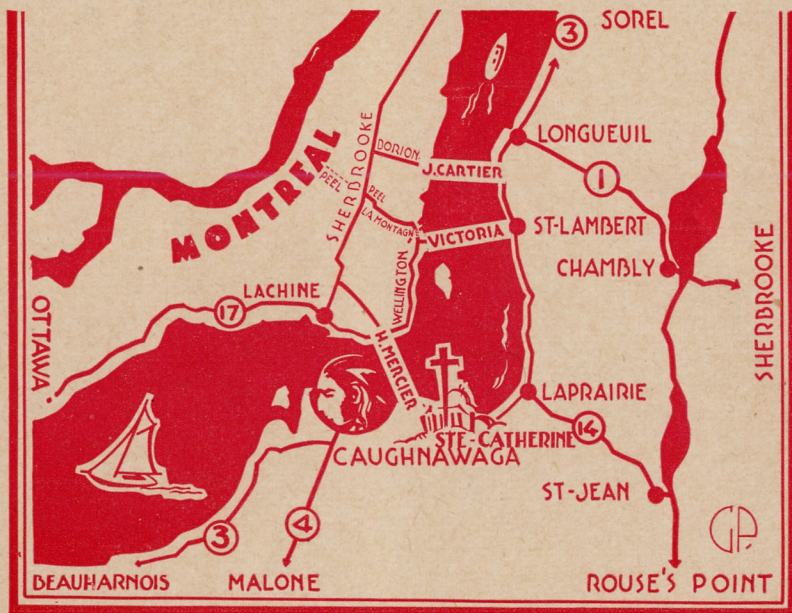 3
SOREL
LONGUEUIL
DORION
J. CARTIER
1
SHERBROOKE
MONTREAL
PEEL
PEEL
LA MONTAGNE
ST-LAMBERT
VICTORIA
CHAMBLY
SHERBROOKE
WELLINGTON
LACHINE
17
OTTAWA
H. MERCIER
LAPRAIRIE
STE-CATHERINE
14
CAUGHNAWAGA
ST-JEAN
3
4
GP.
BEAUHARNOIS
MALONE
ROUSE'S POINT